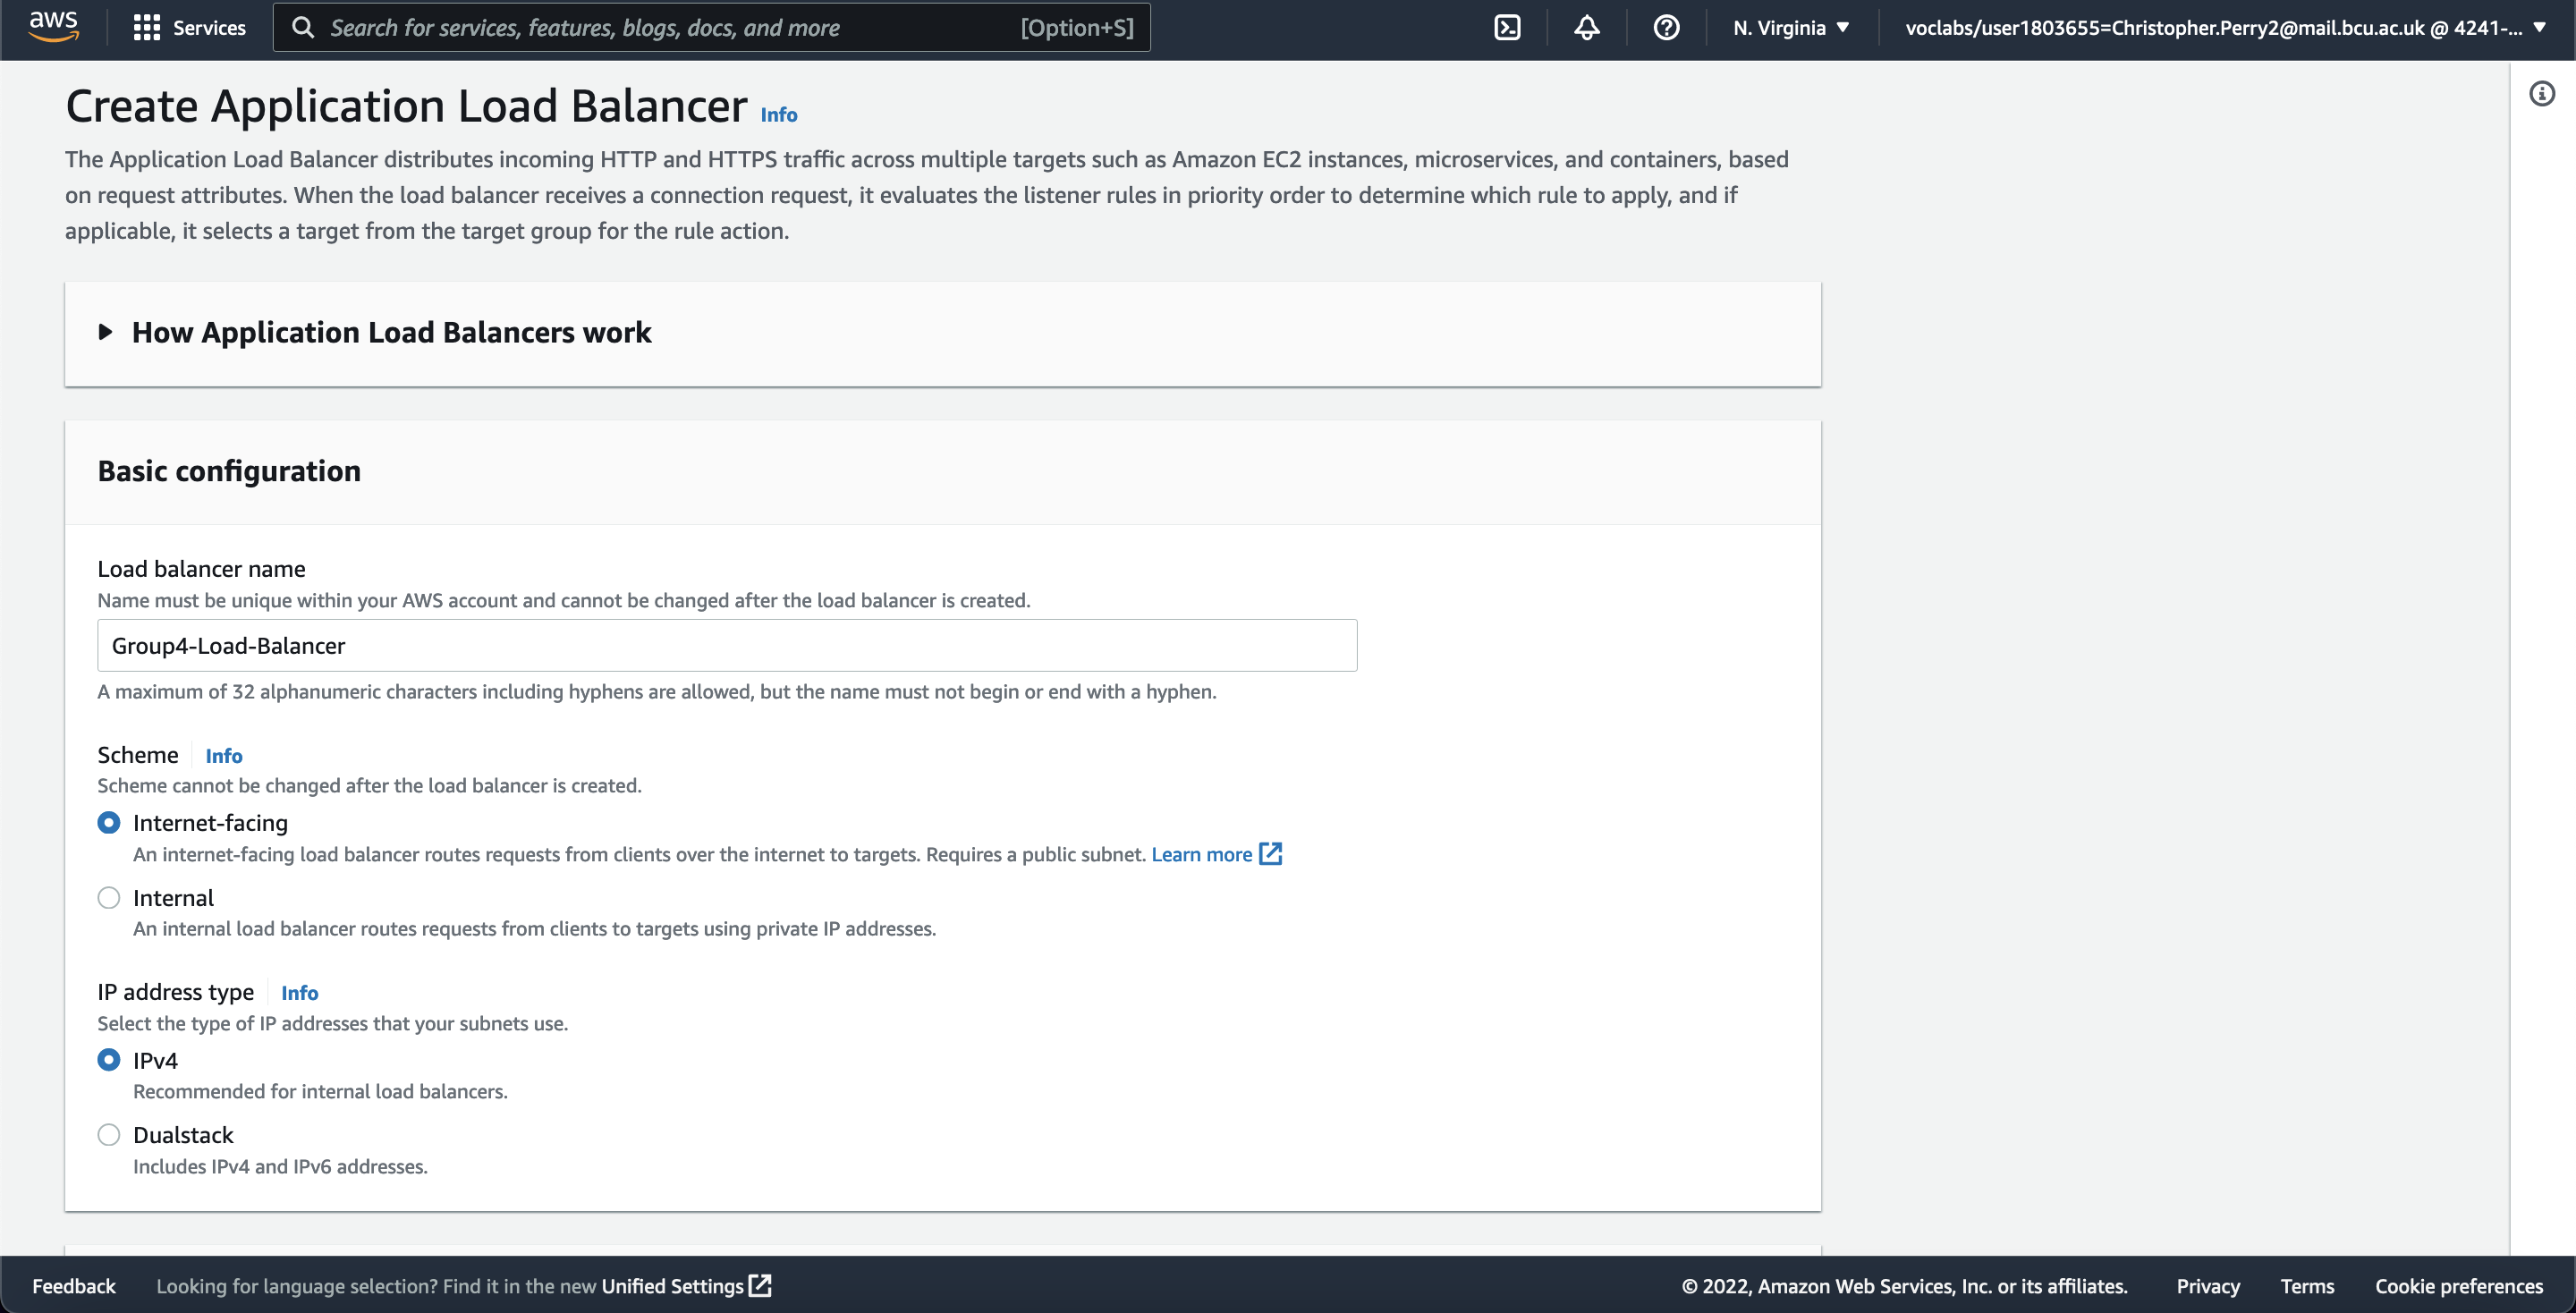 aws Services Search for services, features, blogs, docs, and more [Option+S] N. Virginia voclabs/user1803655=Christopher.Perry2@mail.bcu.ac.uk @ 4241-...
Create Application Load Balancer Info
The Application Load Balancer distributes incoming HTTP and HTTPS traffic across multiple targets such as Amazon EC2 instances, microservices, and containers, based
on request attributes. When the load balancer receives a connection request, it evaluates the listener rules in priority order to determine which rule to apply, and if
applicable, it selects a target from the target group for the rule action.
How Application Load Balancers work
Basic configuration
Load balancer name
Name must be unique within your AWS account and cannot be changed after the load balancer is created.
Group4-Load-Balancer
A maximum of 32 alphanumeric characters including hyphens are allowed, but the name must not begin or end with a hyphen.
Scheme Info
Scheme cannot be changed after the load balancer is created.
Internet-facing
An internet-facing load balancer routes requests from clients over the internet to targets. Requires a public subnet. Learn more
Internal
An internal load balancer routes requests from clients to targets using private IP addresses.
IP address type Info
Select the type of IP addresses that your subnets use.
IPv4
Recommended for internal load balancers.
Dualstack
Includes IPv4 and IPv6 addresses.
Feedback Looking for language selection? Find it in the new Unified Settings © 2022, Amazon Web Services, Inc. or its affiliates. Privacy Terms Cookie preferences